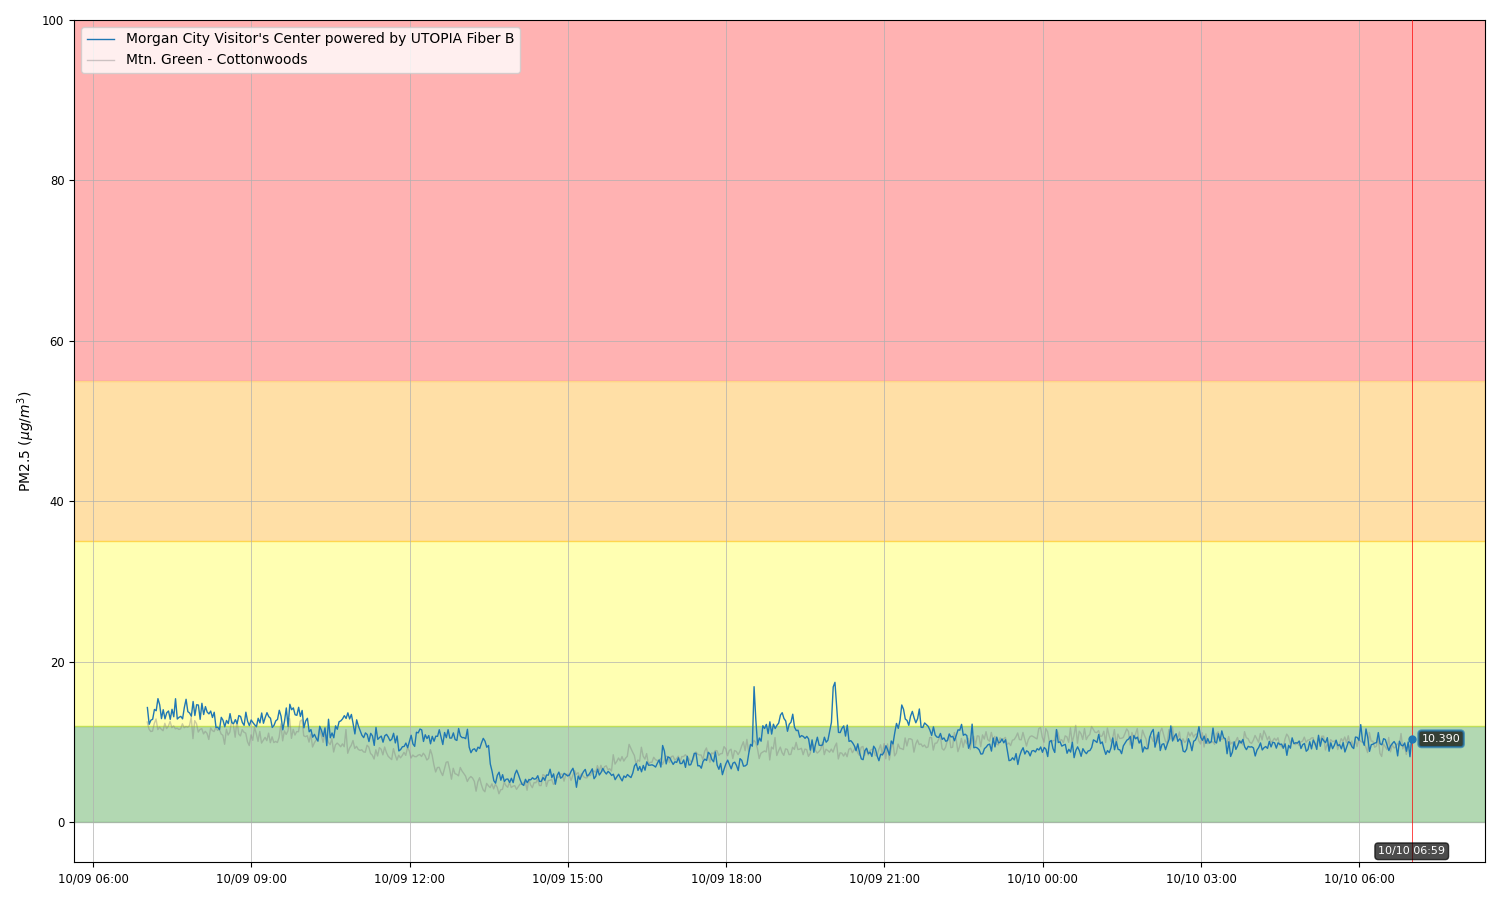 100
Morgan City Visitor's Center powered by UTOPIA Fiber B
Mtn. Green - Cottonwoods
80
60
PM2.5 (μg/m³)
40
20
10.390
0
10/10 06:59
10/09 06:00 10/09 09:00 10/09 12:00 10/09 15:00 10/09 18:00 10/09 21:00 10/10 00:00 10/10 03:00 10/10 06:00